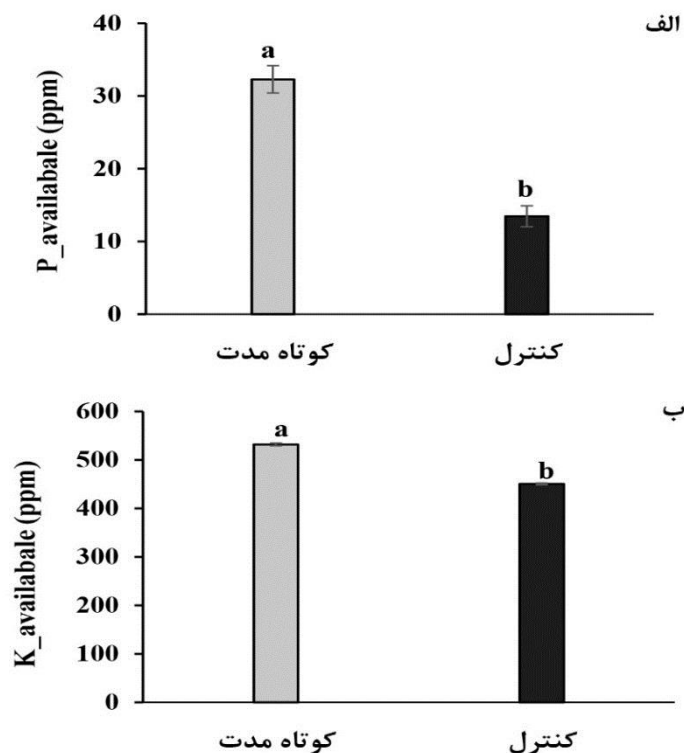 الف
P_availabale (ppm)
40
30
20
10
0
a
b
کوتاه مدت
کنترل
ب
K_availabale (ppm)
600
500
400
300
200
100
0
a
b
کوتاه مدت
کنترل